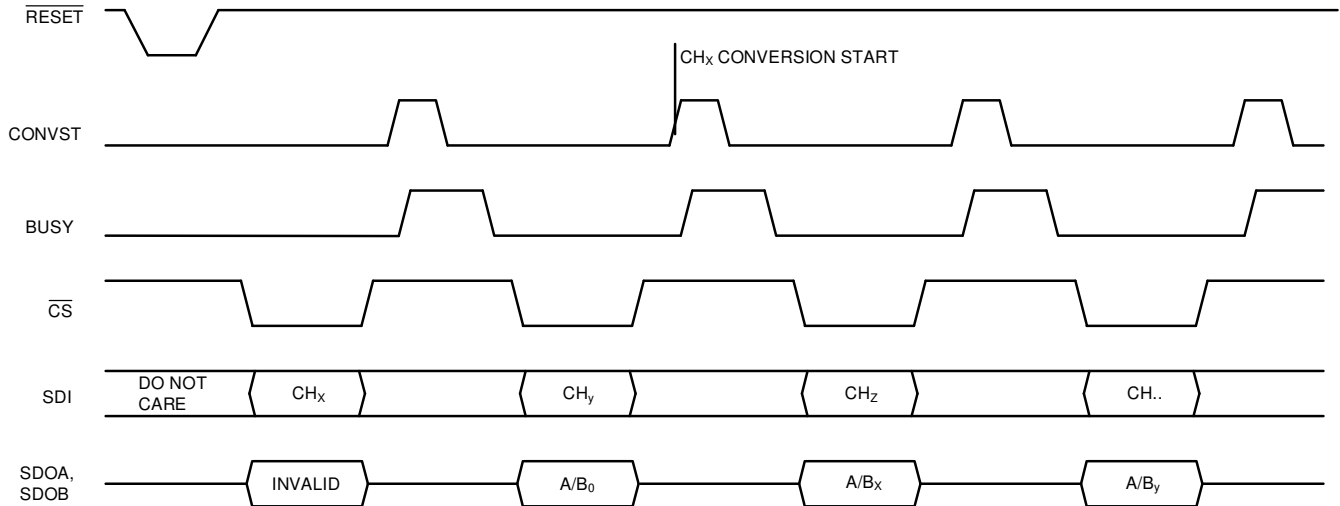 RESET
CHX CONVERSION START
CONVST
BUSY
CS
SDI
DO NOT
CARE
CHX
CHy
CHZ
CH..
SDOA,
SDOB
INVALID
A/B0
A/BX
A/By